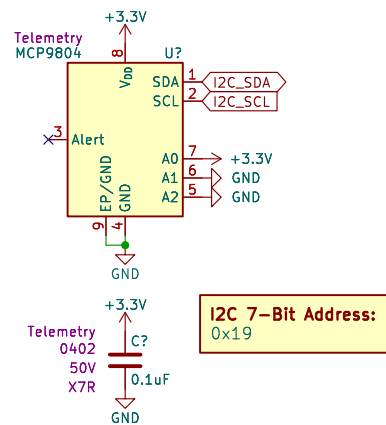 +3.3V
Telemetry
MCP9804
8
U?
VDD
SDA 1 I2C_SDA
SCL 2 I2C_SCL
3 Alert
A0 7 +3.3V
A1 6 GND
A2 5 GND
EP/GND
GND
9 4
GND
+3.3V
Telemetry
0402
50V
X7R
C?
0.1uF
GND
I2C 7-Bit Address:
0x19